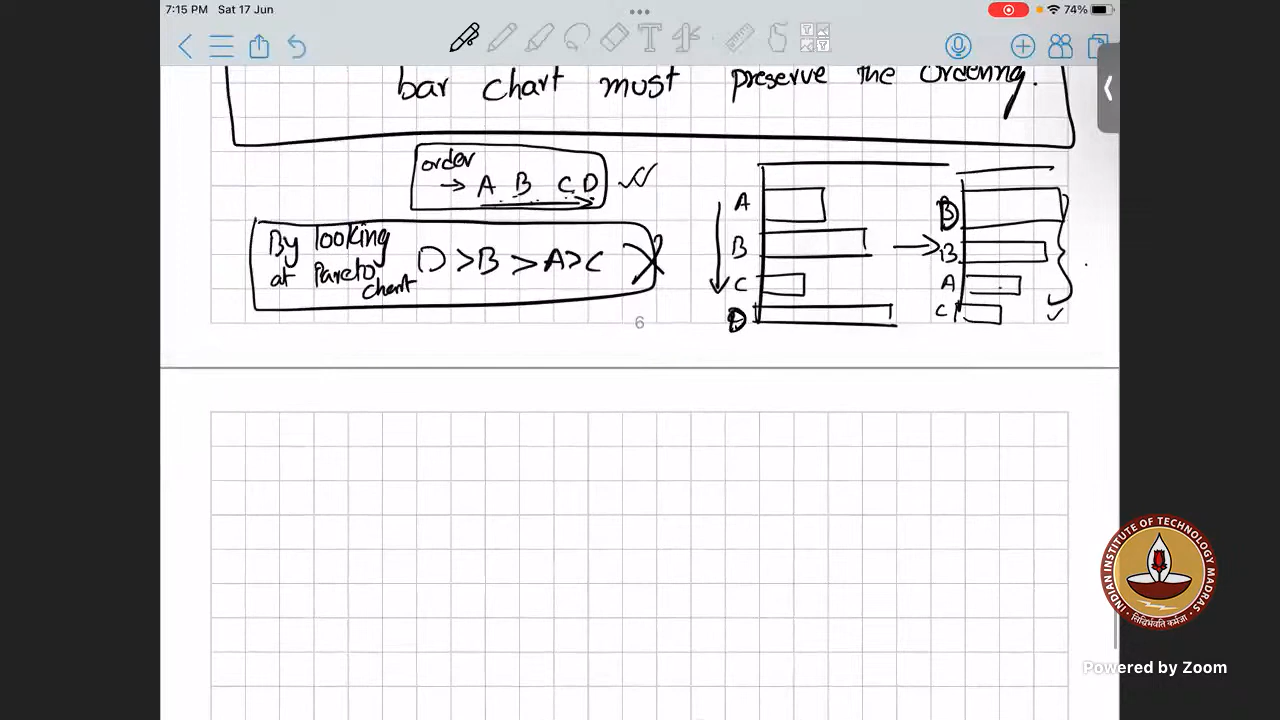 7:15 PM Sat 17 Jun
74%
bar chart must preserve the ordering.
order
→ A B C D
By looking at Pareto chart D > B > A > C
A
B
C
D
D
B
A
C
6
INDIAN INSTITUTE OF TECHNOLOGY MADRAS
सिद्धिर्भवति कर्मजा
Powered by Zoom